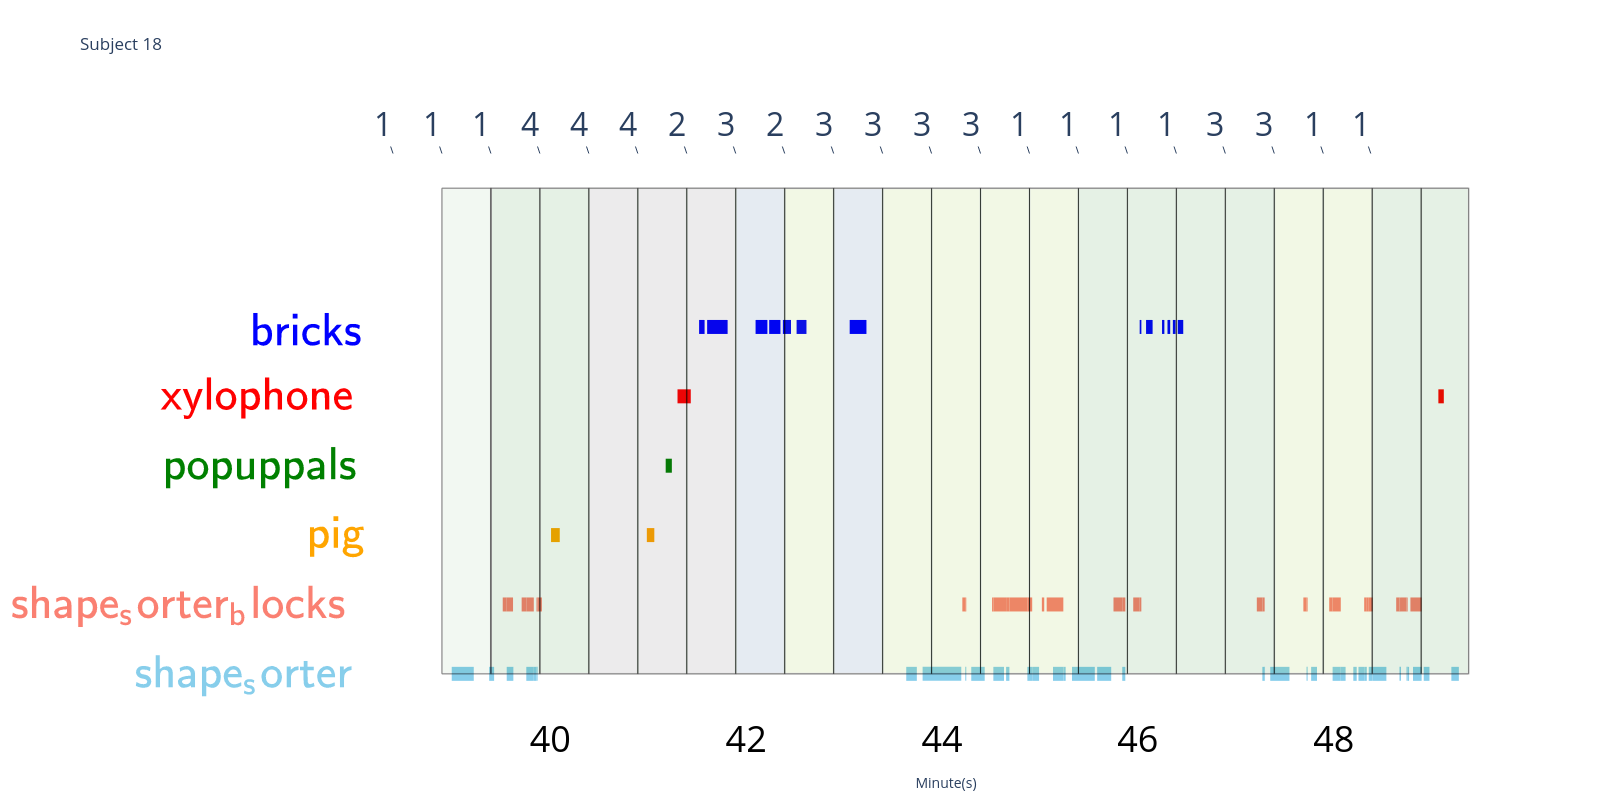 Subject 18
1 1 1 4 4 4 2 3 2 3 3 3 3 1 1 1 1 3 3 1 1
bricks
xylophone
popuppals
pig
shapesorterblocks
shapesorter
40 42 44 46 48
Minute(s)